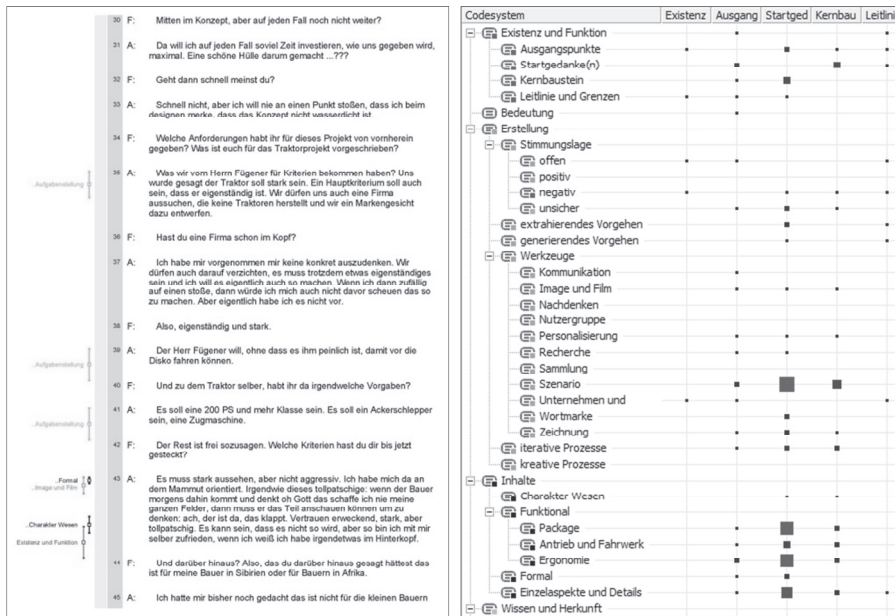 30 F: Mitten im Konzept, aber auf jeden Fall noch nicht weiter?
31 A: Da will ich auf jeden Fall soviel Zeit investieren, wie uns gegeben wird,
maximal. Eine schöne Hülle darum gemacht ...???
32 F: Geht dann schnell meinst du?
33 A: Schnell nicht, aber ich will nie an einen Punkt stoßen, dass ich beim
designen merke, dass das Konzept nicht wasserdicht ist.
34 F: Welche Anforderungen habt ihr für dieses Projekt von vornherein
gegeben? Was ist euch für das Traktorprojekt vorgeschrieben?
..Aufgabenstellung
35 A: Was wir vom Herrn Fügener für Kriterien bekommen haben? Uns
wurde gesagt der Traktor soll stark sein. Ein Hauptkriterium soll auch
sein, dass er eigenständig ist. Wir dürfen uns auch eine Firma
aussuchen, die keine Traktoren herstellt und wir ein Markengesicht
dazu entwerfen.
36 F: Hast du eine Firma schon im Kopf?
37 A: Ich habe mir vorgenommen mir keine konkret auszudenken. Wir
dürfen auch darauf verzichten, es muss trotzdem etwas eigenständiges
sein und ich will es eigentlich auch so machen. Wenn ich dann zufällig
auf einen stoße, dann würde ich mich auch nicht davor scheuen das so
zu machen. Aber eigentlich habe ich es nicht vor.
38 F: Also, eigenständig und stark.
..Aufgabenstellung
39 A: Der Herr Fügener will, ohne dass es ihm peinlich ist, damit vor die
Disko fahren können.
40 F: Und zu dem Traktor selber, habt ihr da irgendwelche Vorgaben?
..Aufgabenstellung
41 A: Es soll eine 200 PS und mehr Klasse sein. Es soll ein Ackerschlepper
sein, eine Zugmaschine.
42 F: Der Rest ist frei sozusagen. Welche Kriterien hast du dir bis jetzt
gesteckt?
..Formal
..Image und Film
..Charakter Wesen
Existenz und Funktion
43 A: Es muss stark aussehen, aber nicht aggressiv. Ich habe mich da an
dem Mammut orientiert. Irgendwie dieses tollpatschige: wenn der Bauer
morgens dahin kommt und denkt oh Gott das schaffe ich nie meine
ganzen Felder, dann muss er das Teil anschauen können um zu
denken: ach, der ist da, das klappt. Vertrauen erweckend, stark, aber
tollpatschig. Es kann sein, dass es nicht so wird, aber so bin ich mit mir
selber zufrieden, wenn ich weiß ich habe irgendetwas im Hinterkopf.
44 F: Und darüber hinaus? Also, das du darüber hinaus gesagt hättest das
ist für meine Bauer in Sibirien oder für Bauern in Afrika.
45 A: Ich hatte mir bisher noch gedacht das ist nicht für die kleinen Bauern
Codesystem Existenz Ausgang Startged Kernbau Leitlini
Existenz und Funktion
Ausgangspunkte
Startgedanke(n)
Kernbaustein
Leitlinie und Grenzen
Bedeutung
Erstellung
Stimmungslage
offen
positiv
negativ
unsicher
extrahierendes Vorgehen
generierendes Vorgehen
Werkzeuge
Kommunikation
Image und Film
Nachdenken
Nutzergruppe
Personalisierung
Recherche
Sammlung
Szenario
Unternehmen und
Wortmarke
Zeichnung
iterative Prozesse
kreative Prozesse
Inhalte
Charakter Wesen
Funktional
Package
Antrieb und Fahrwerk
Ergonomie
Formal
Einzelaspekte und Details
Wissen und Herkunft